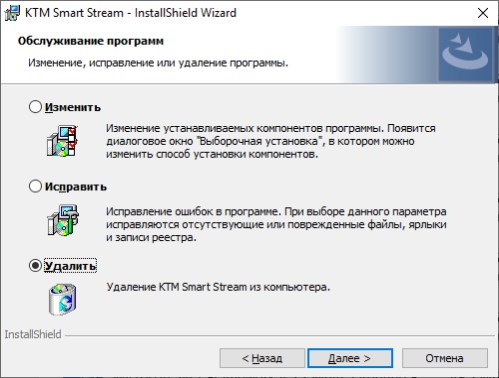 KTM Smart Stream - InstallShield Wizard
Обслуживание программ
Изменение, исправление или удаление программы.
Изменить
Изменение устанавливаемых компонентов программы. Появится
диалоговое окно "Выборочная установка", в котором можно
изменить способ установки компонентов.
Исправить
Исправление ошибок в программе. При выборе данного параметра
исправляются отсутствующие или поврежденные файлы, ярлыки
и записи реестра.
Удалить
Удаление KTM Smart Stream из компьютера.
InstallShield
< Назад
Далее >
Отмена